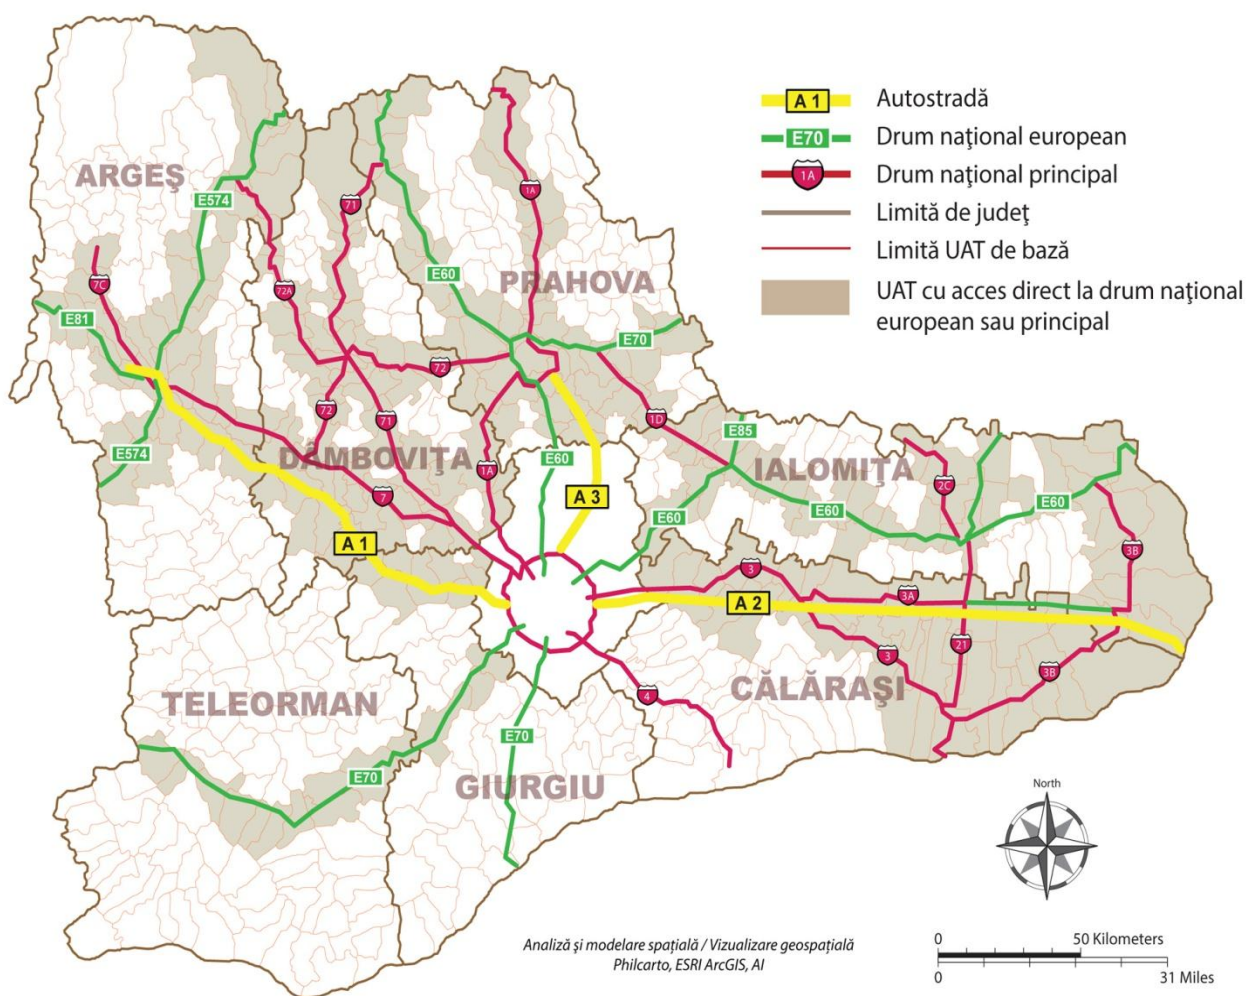 A 1
Autostradă
E70
Drum naţional european
1A
Drum naţional principal
Limită de judeţ
Limită UAT de bază
UAT cu acces direct la drum naţional
european sau principal
ARGEŞ
E574
71
1A
E60
PRAHOVA
7C
72A
E81
E70
72
72
71
1D
E85
E574
DÂMBOVIŢA
E60
IALOMIŢA
1A
2C
7
A 3
E60
E60
E60
A 1
3B
3
3A
A 2
21
3
3B
TELEORMAN
4
CĂLĂRAŞI
E70
E70
GIURGIU
North
Analiză şi modelare spaţială / Vizualizare geospaţială
Philcarto, ESRI ArcGIS, AI
0 50 Kilometers
0 31 Miles